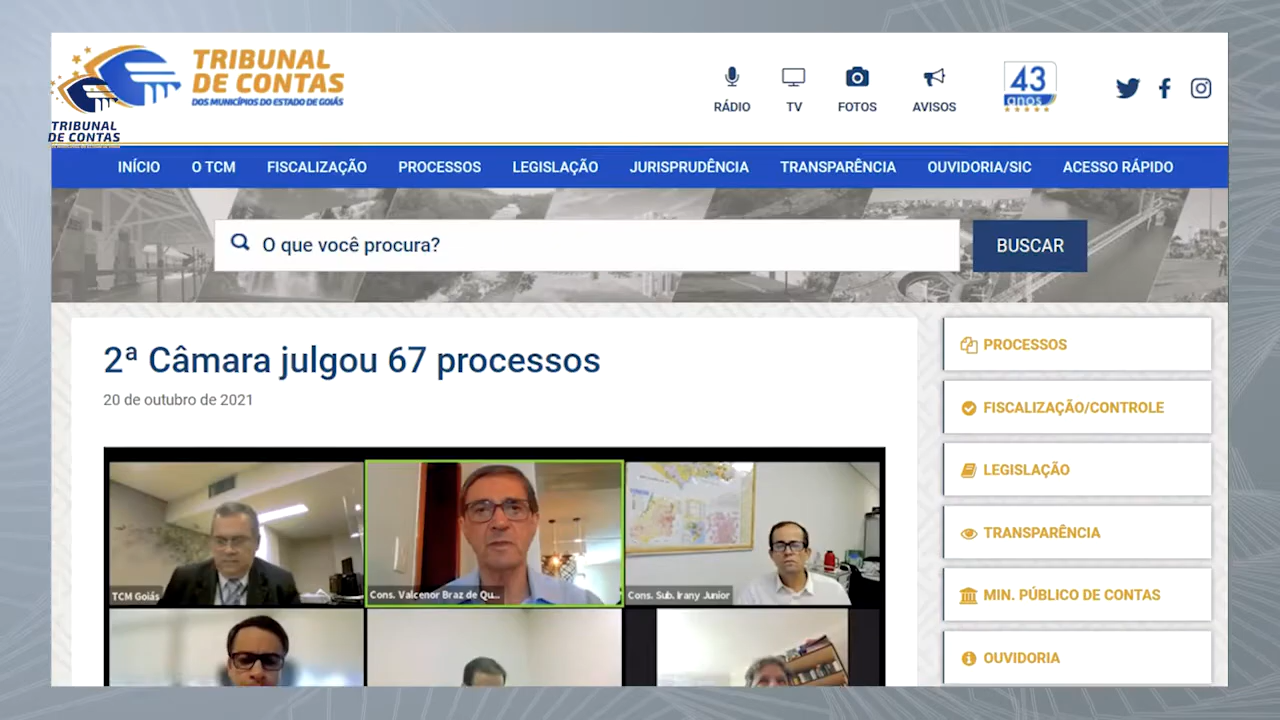 TRIBUNAL
DE CONTAS
DOS MUNICÍPIOS DO ESTADO DE GOIÁS
TRIBUNAL
DE CONTAS
RÁDIO
TV
FOTOS
AVISOS
43
anos
INÍCIO
O TCM
FISCALIZAÇÃO
PROCESSOS
LEGISLAÇÃO
JURISPRUDÊNCIA
TRANSPARÊNCIA
OUVIDORIA/SIC
ACESSO RÁPIDO
O que você procura?
BUSCAR
2ª Câmara julgou 67 processos
20 de outubro de 2021
TCM Goiás
Cons. Valcenor Braz de Qu...
Cons. Sub. Irany Junior
PROCESSOS
FISCALIZAÇÃO/CONTROLE
LEGISLAÇÃO
TRANSPARÊNCIA
MIN. PÚBLICO DE CONTAS
OUVIDORIA